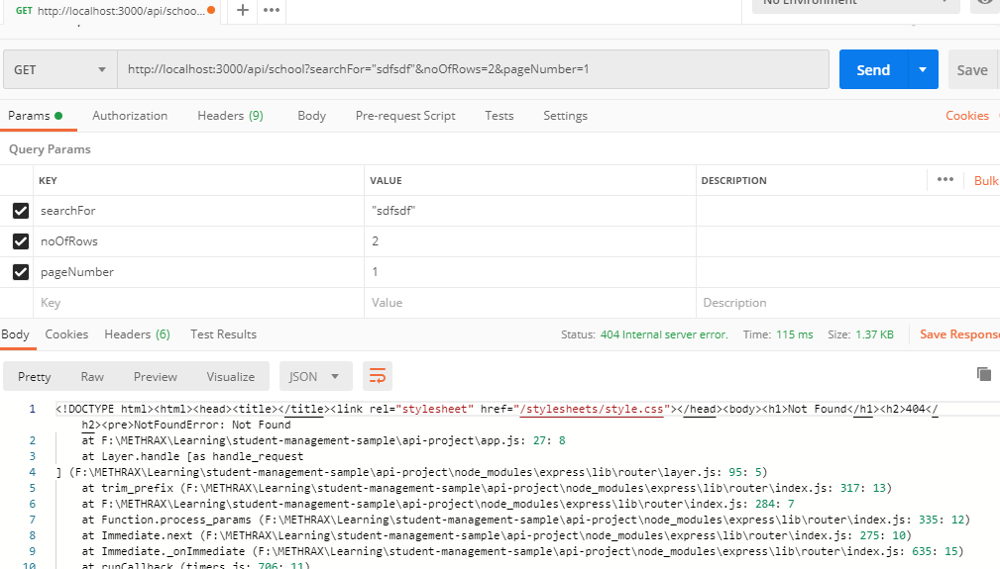 GET http://localhost:3000/api/schoo...
No Environment
GET http://localhost:3000/api/school?searchFor="sdfsdf"&noOfRows=2&pageNumber=1 Send Save
Params Authorization Headers (9) Body Pre-request Script Tests Settings Cookies
Query Params
KEY VALUE DESCRIPTION Bulk
searchFor "sdfsdf"
noOfRows 2
pageNumber 1
Key Value Description
Body Cookies Headers (6) Test Results Status: 404 Internal server error. Time: 115 ms Size: 1.37 KB Save Response
Pretty Raw Preview Visualize JSON
1 <!DOCTYPE html><html><head><title></title><link rel="stylesheet" href="/stylesheets/style.css"></head><body><h1>Not Found</h1><h2>404</
h2><pre>NotFoundError: Not Found
2 at F:\METHRAX\Learning\student-management-sample\api-project\app.js: 27: 8
3 at Layer.handle [as handle_request
4 ] (F:\METHRAX\Learning\student-management-sample\api-project\node_modules\express\lib\router\layer.js: 95: 5)
5 at trim_prefix (F:\METHRAX\Learning\student-management-sample\api-project\node_modules\express\lib\router\index.js: 317: 13)
6 at F:\METHRAX\Learning\student-management-sample\api-project\node_modules\express\lib\router\index.js: 284: 7
7 at Function.process_params (F:\METHRAX\Learning\student-management-sample\api-project\node_modules\express\lib\router\index.js: 335: 12)
8 at Immediate.next (F:\METHRAX\Learning\student-management-sample\api-project\node_modules\express\lib\router\index.js: 275: 10)
9 at Immediate._onImmediate (F:\METHRAX\Learning\student-management-sample\api-project\node_modules\express\lib\router\index.js: 635: 15)
10 at runCallback (timers.js: 706: 11)